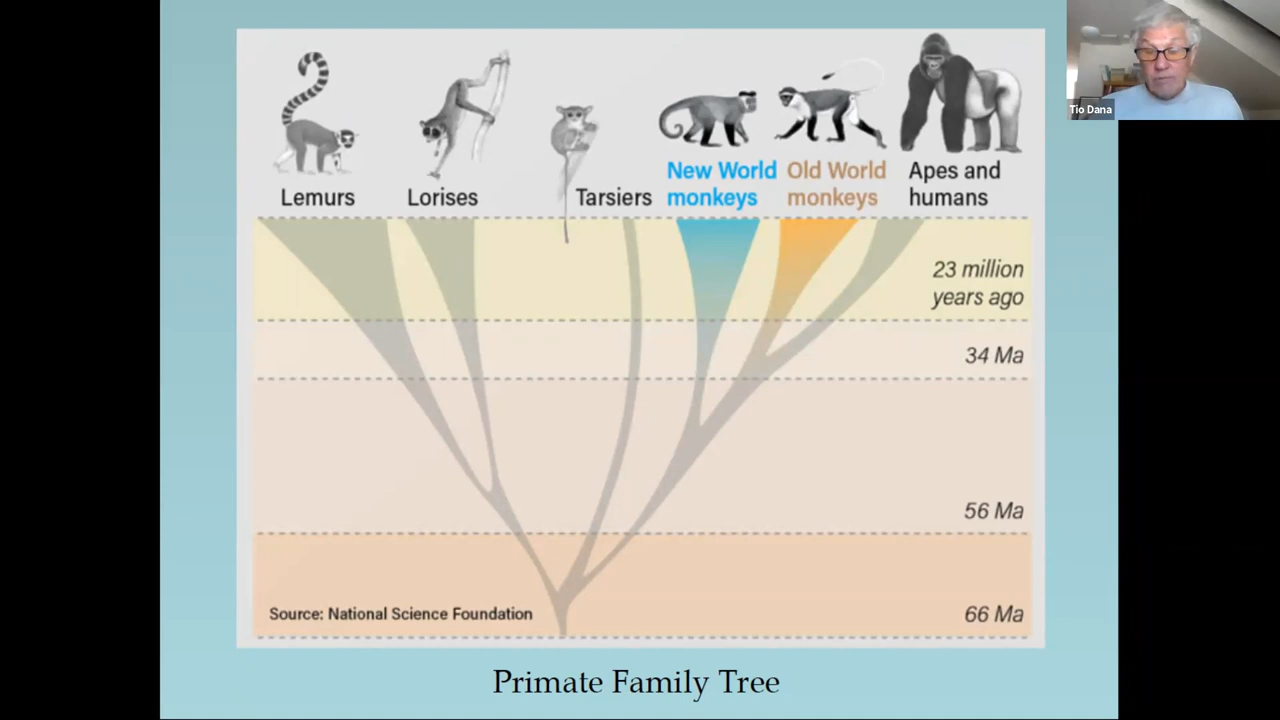 Tio Dana
Lemurs
Lorises
Tarsiers
New World
monkeys
Old World
monkeys
Apes and
humans
23 million
years ago
34 Ma
56 Ma
Source: National Science Foundation
66 Ma
Primate Family Tree